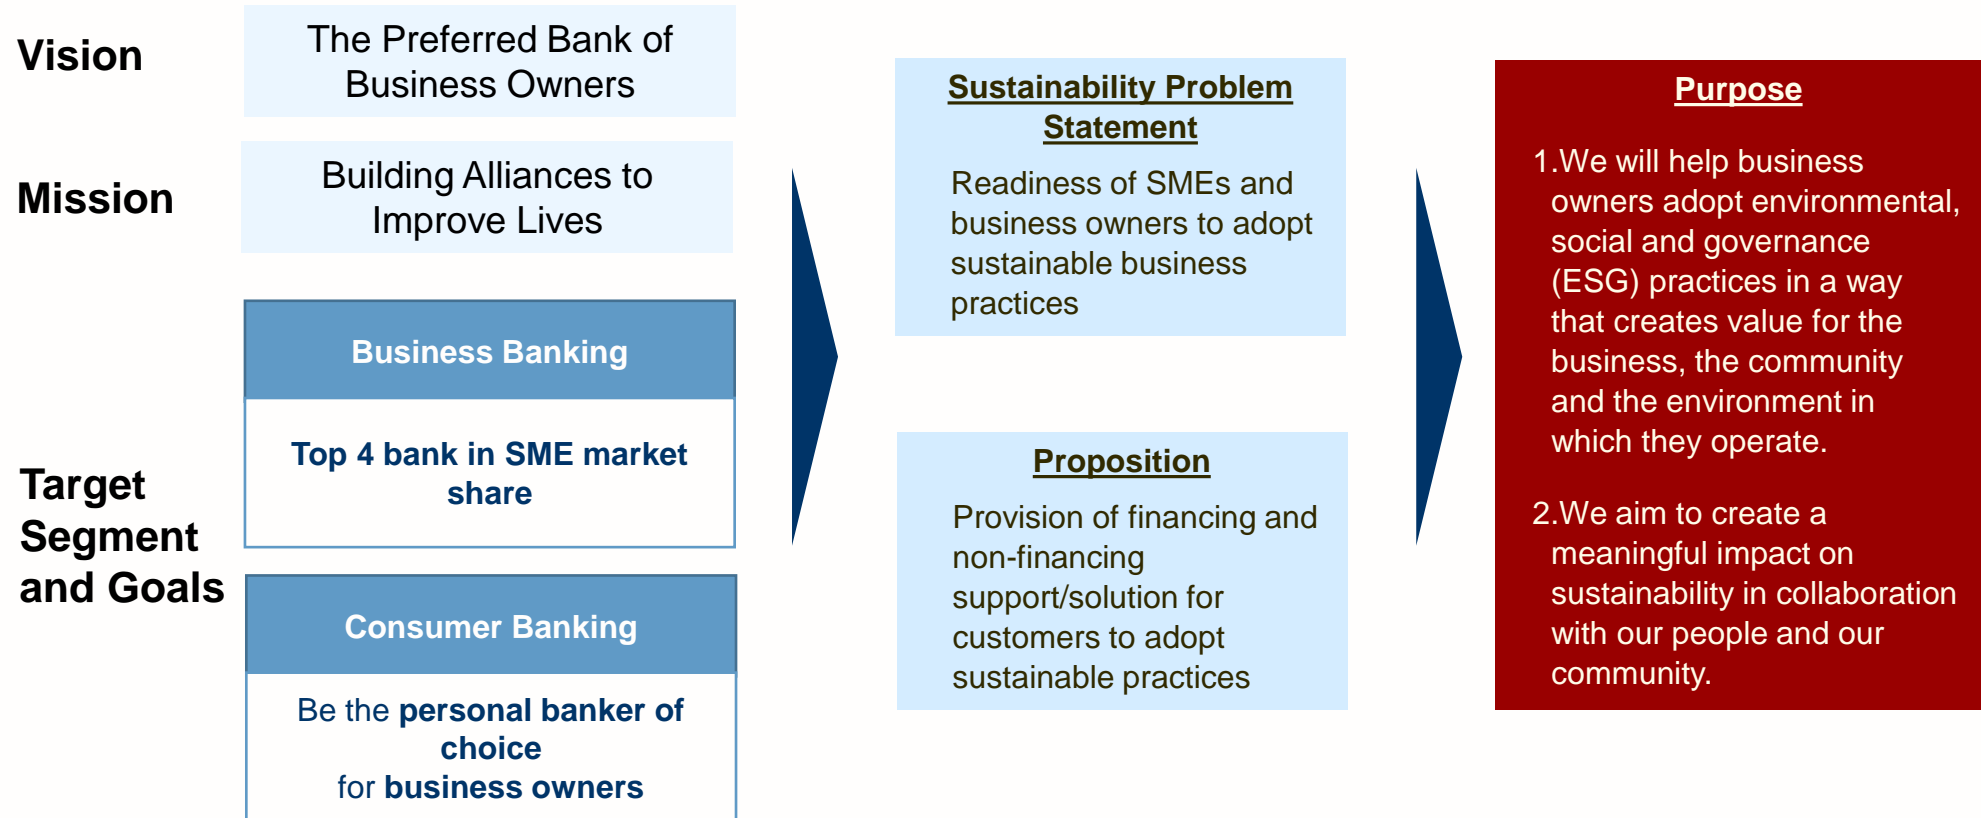 Vision
The Preferred Bank of
Business Owners
Mission
Building Alliances to
Improve Lives
Target
Segment
and Goals
Business Banking
Top 4 bank in SME market
share
Consumer Banking
Be the personal banker of
choice
for business owners
Sustainability Problem
Statement
Readiness of SMEs and
business owners to adopt
sustainable business
practices
Proposition
Provision of financing and
non-financing
support/solution for
customers to adopt
sustainable practices
Purpose
1.We will help business
owners adopt environmental,
social and governance
(ESG) practices in a way
that creates value for the
business, the community
and the environment in
which they operate.
2.We aim to create a
meaningful impact on
sustainability in collaboration
with our people and our
community.